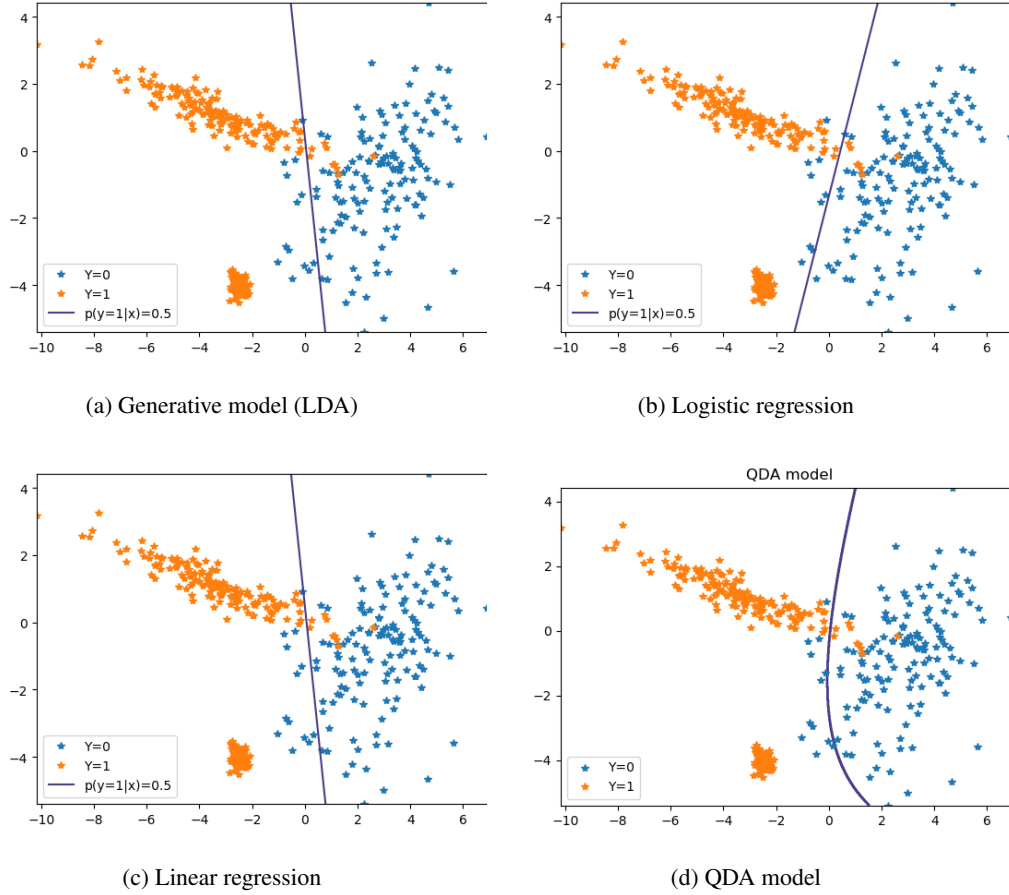 4
2
0
−2
−4
Y=0
Y=1
p(y=1|x)=0.5
−10 −8 −6 −4 −2 0 2 4 6
(a) Generative model (LDA)
4
2
0
−2
−4
Y=0
Y=1
p(y=1|x)=0.5
−10 −8 −6 −4 −2 0 2 4 6
(b) Logistic regression
4
2
0
−2
−4
Y=0
Y=1
p(y=1|x)=0.5
−10 −8 −6 −4 −2 0 2 4 6
(c) Linear regression
QDA model
4
2
0
−2
−4
Y=0
Y=1
−10 −8 −6 −4 −2 0 2 4 6
(d) QDA model